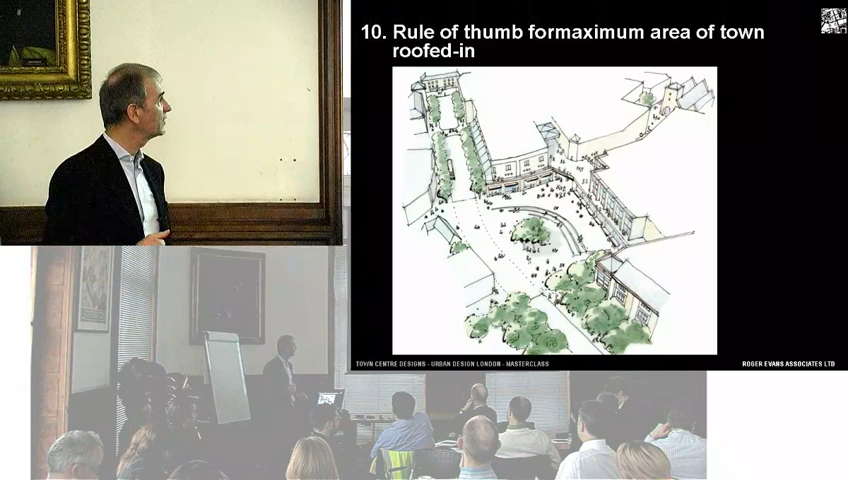 10. Rule of thumb formaximum area of town
roofed-in
TOWN CENTRE DESIGNS - URBAN DESIGN LONDON - MASTERCLASS
ROGER EVANS ASSOCIATES LTD